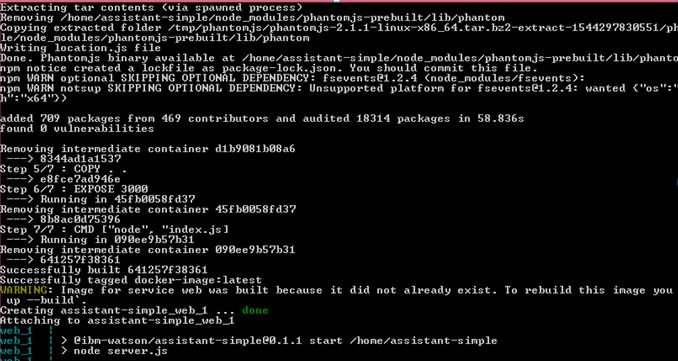 Extracting tar contents (via spawned process)
Removing /home/assistant-simple/node_modules/phantomjs-prebuilt/lib/phantom
Copying extracted folder /tmp/phantomjs/phantomjs-2.1.1-linux-x86_64.tar.bz2-extract-1544297830551/ph
le/node_modules/phantomjs-prebuilt/lib/phantom
Writing location.js file
Done. Phantomjs binary available at /home/assistant-simple/node_modules/phantomjs-prebuilt/lib/phanto
npm notice created a lockfile as package-lock.json. You should commit this file.
npm WARN optional SKIPPING OPTIONAL DEPENDENCY: fsevents@1.2.4 (node_modules/fsevents):
npm WARN notsup SKIPPING OPTIONAL DEPENDENCY: Unsupported platform for fsevents@1.2.4: wanted {"os":"
h":"x64"})
added 709 packages from 469 contributors and audited 18314 packages in 58.836s
found 0 vulnerabilities
Removing intermediate container d1b9081b08a6
---> 8344ad1a1537
Step 5/7 : COPY . .
---> e8fce7ad946e
Step 6/7 : EXPOSE 3000
---> Running in 45fb0058fd37
Removing intermediate container 45fb0058fd37
---> 8b8ac0d75396
Step 7/7 : CMD ["node", "index.js]
---> Running in 090ee9b57b31
Removing intermediate container 090ee9b57b31
---> 641257f38361
Successfully built 641257f38361
Successfully tagged docker-image:latest
WARNING: Image for service web was built because it did not already exist. To rebuild this image you
up --build`.
Creating assistant-simple_web_1 ... done
Attaching to assistant-simple_web_1
web_1 |
web_1 | > @ibm-watson/assistant-simple@0.1.1 start /home/assistant-simple
web_1 | > node server.js